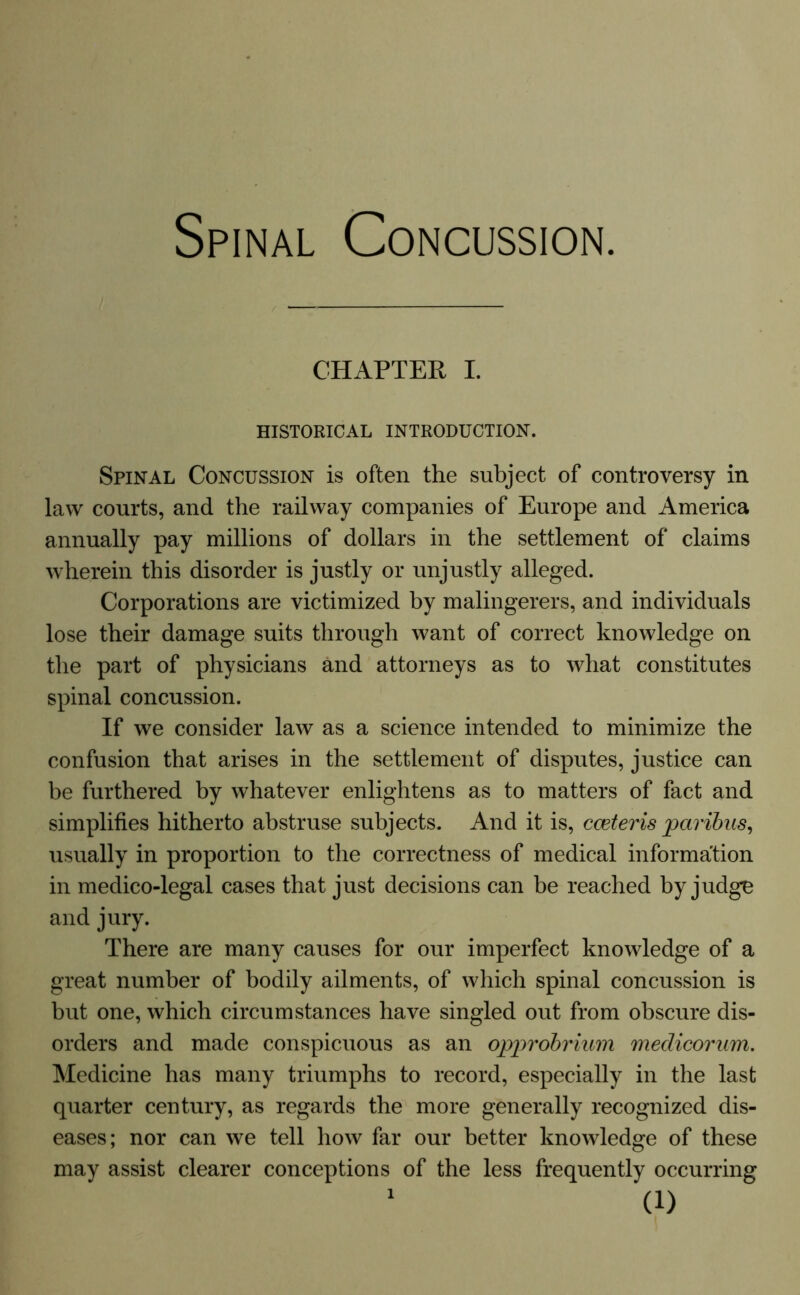 Spinal Concussion.
CHAPTER I.
HISTORICAL INTRODUCTION.
Spinal Concussion is often the subject of controversy in
law courts, and the railway companies of Europe and America
annually pay millions of dollars in the settlement of claims
wherein this disorder is justly or unjustly alleged.
Corporations are victimized by malingerers, and individuals
lose their damage suits through want of correct knowledge on
the part of physicians and attorneys as to what constitutes
spinal concussion.
If we consider law as a science intended to minimize the
confusion that arises in the settlement of disputes, justice can
be furthered by whatever enlightens as to matters of fact and
simplifies hitherto abstruse subjects. And it is, cœteris paribus,
usually in proportion to the correctness of medical information
in medico-legal cases that just decisions can be reached by judge
and jury.
There are many causes for our imperfect knowledge of a
great number of bodily ailments, of which spinal concussion is
but one, which circumstances have singled out from obscure dis-
orders and made conspicuous as an opprobrium medicorum.
Medicine has many triumphs to record, especially in the last
quarter century, as regards the more generally recognized dis-
eases; nor can we tell how far our better knowledge of these
may assist clearer conceptions of the less frequently occurring
1 (1)